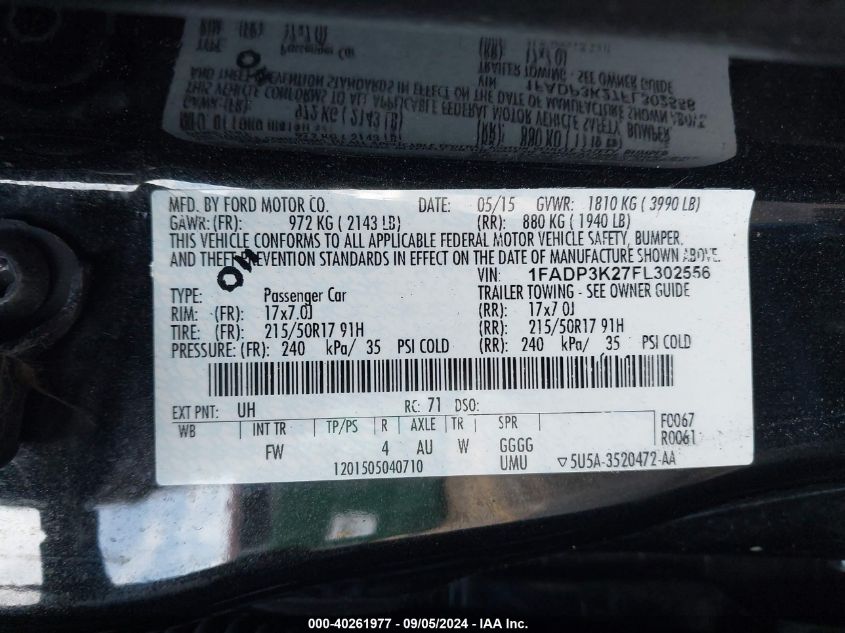 MFD. BY FORD MOTOR CO. DATE: 05/15 GVWR: 1810 KG ( 3990 LB)
GAWR: (FR): 972 KG ( 2143 LB) (RR): 880 KG ( 1940 LB)
THIS VEHICLE CONFORMS TO ALL APPLICABLE FEDERAL MOTOR VEHICLE SAFETY, BUMPER,
AND THEFT PREVENTION STANDARDS IN EFFECT ON THE DATE OF MANUFACTURE SHOWN ABOVE.
VIN: 1FADP3K27FL302556
TYPE: Passenger Car TRAILER TOWING - SEE OWNER GUIDE
RIM: (FR): 17x7.0J (RR): 17x7.0J
TIRE: (FR): 215/50R17 91H (RR): 215/50R17 91H
PRESSURE: (FR): 240 kPa/ 35 PSI COLD (RR): 240 kPa/ 35 PSI COLD
EXT PNT: UH RC: 71 DSO:
WB INT TR TP/PS R AXLE TR SPR F0067
FW 4 AU W GGGG R0061
1201505040710 UMU ▽5U5A-3520472-AA
000-40261977 - 09/05/2024 - IAA Inc.